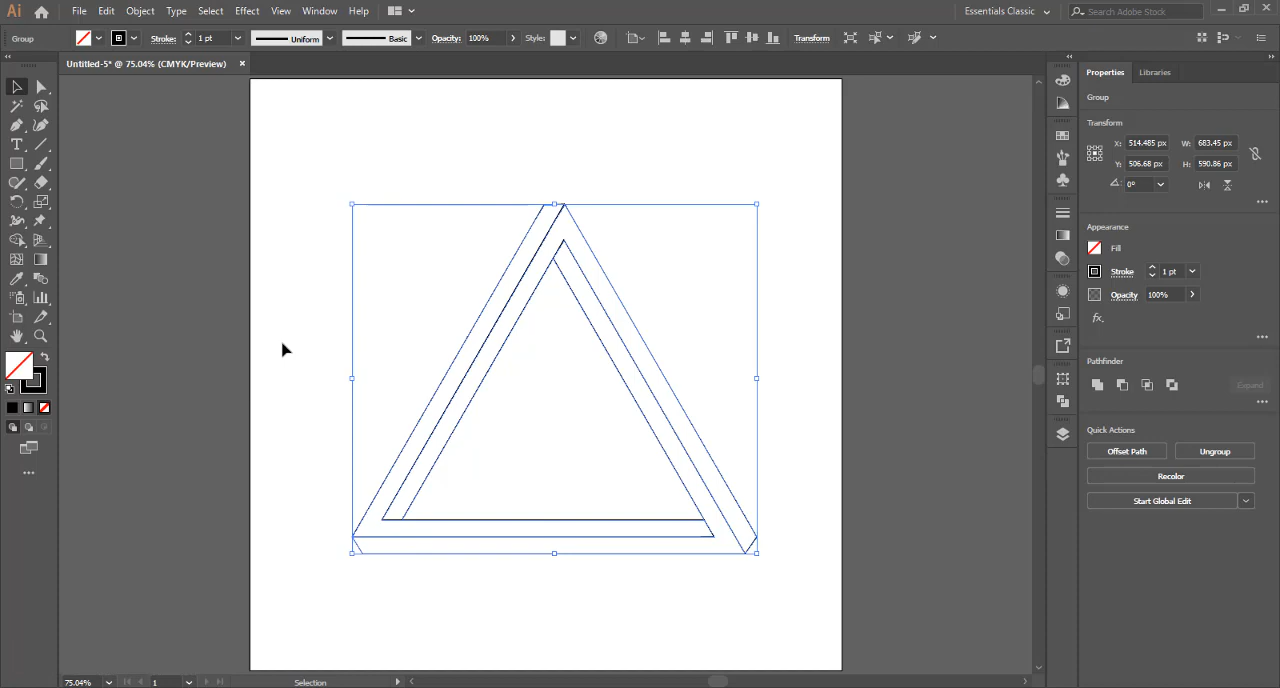 Ai File Edit Object Type Select Effect View Window Help Essentials Classic Search Adobe Stock
Group Stroke: 1 pt Uniform Basic Opacity: 100% Style: Transform
Untitled-5* @ 75.04% (CMYK/Preview) ×
Properties Libraries
Group
Transform
X: 514.485 px W: 683.45 px
Y: 506.68 px H: 590.86 px
0°
Appearance
Fill
Stroke 1 pt
Opacity 100%
fx.
Pathfinder
Expand
Quick Actions
Offset Path Ungroup
Recolor
Start Global Edit
75.04% 1 Selection